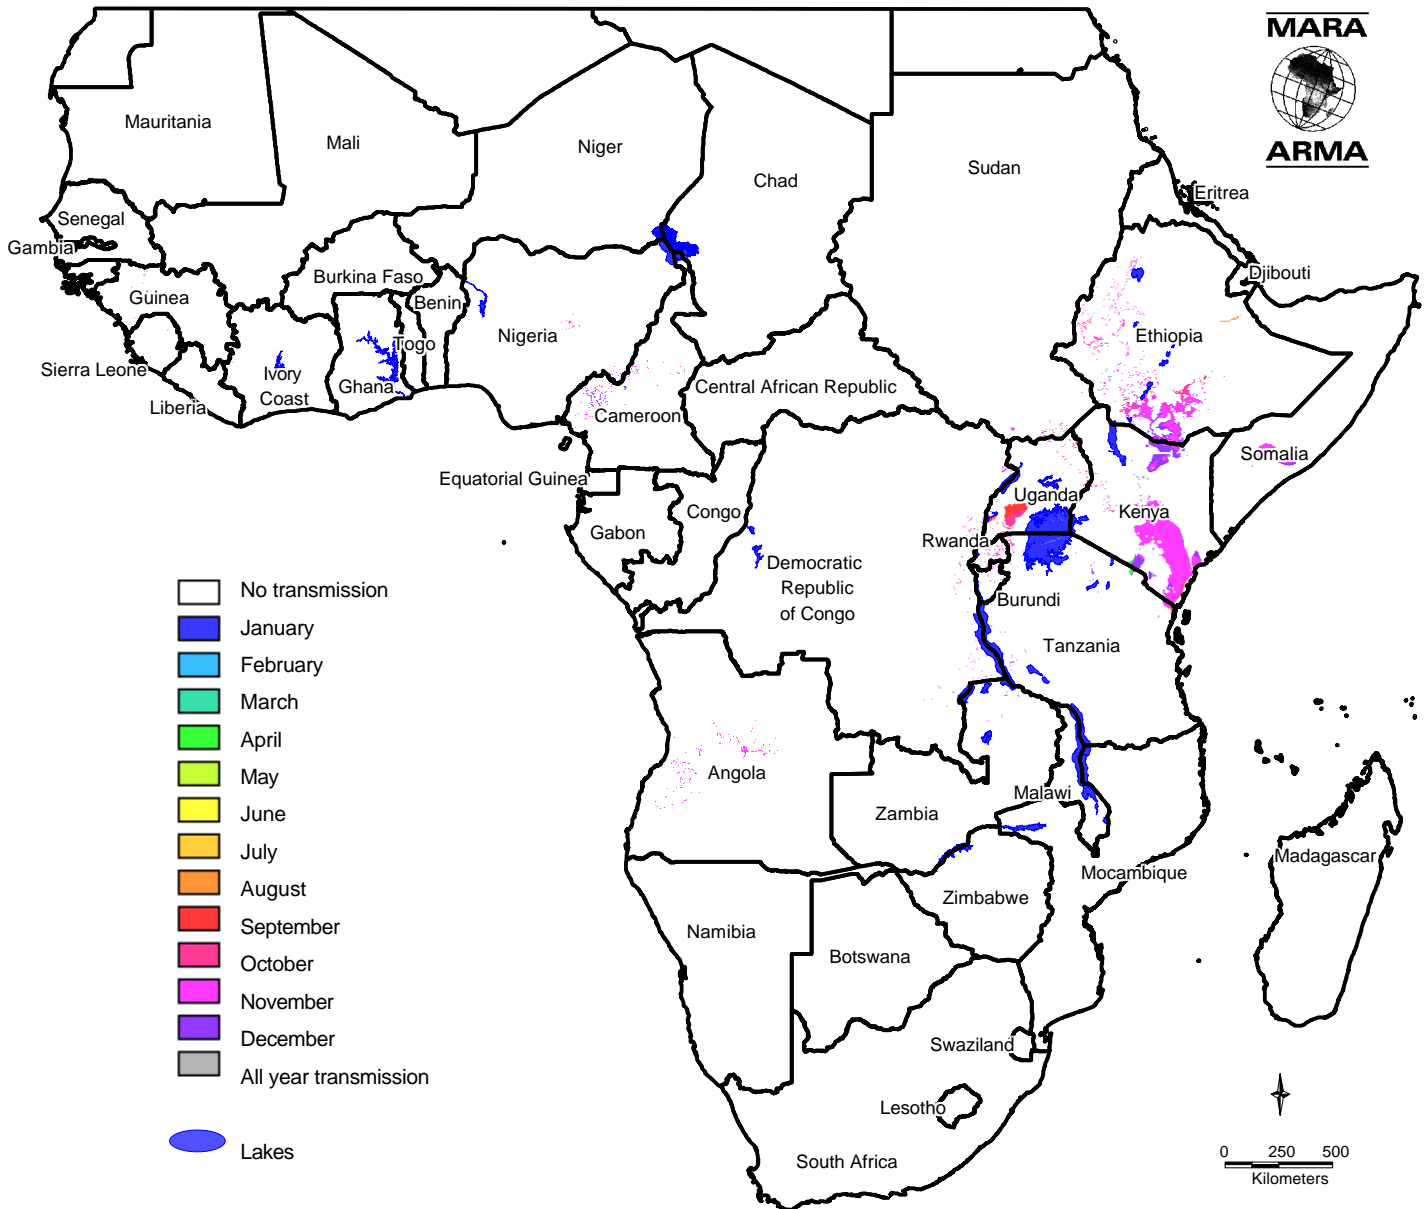 MARA
ARMA
Mauritania
Mali
Niger
Chad
Sudan
Eritrea
Senegal
Gambia
Djibouti
Burkina Faso
Guinea
Benin
Nigeria
Togo
Ethiopia
Sierra Leone
Ivory
Coast
Ghana
Central African Republic
Liberia
Cameroon
Somalia
Equatorial Guinea
Uganda
Congo
Kenya
Gabon
Rwanda
Democratic
Republic
of Congo
Burundi
Tanzania
Angola
Malawi
Zambia
Madagascar
Mocambique
Zimbabwe
Namibia
Botswana
Swaziland
Lesotho
South Africa
No transmission
January
February
March
April
May
June
July
August
September
October
November
December
All year transmission
Lakes
0 250 500
Kilometers